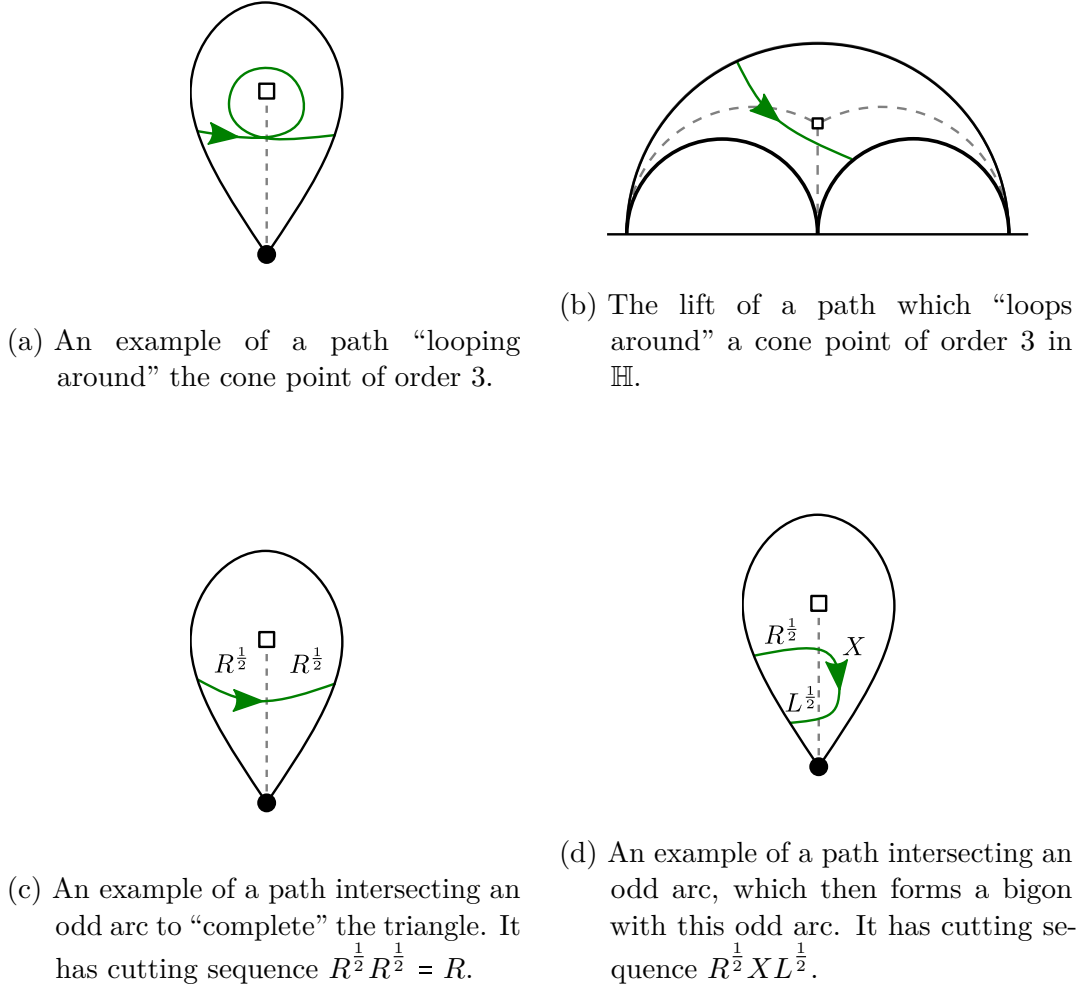 (a) An example of a path “looping
around” the cone point of order 3.
(b) The lift of a path which “loops
around” a cone point of order 3 in
ℍ.
R^{1/2} R^{1/2}
R^{1/2} X
L^{1/2}
(c) An example of a path intersecting an
odd arc to “complete” the triangle. It
has cutting sequence R^{1/2}R^{1/2} = R.
(d) An example of a path intersecting an
odd arc, which then forms a bigon
with this odd arc. It has cutting se-
quence R^{1/2}XL^{1/2}.